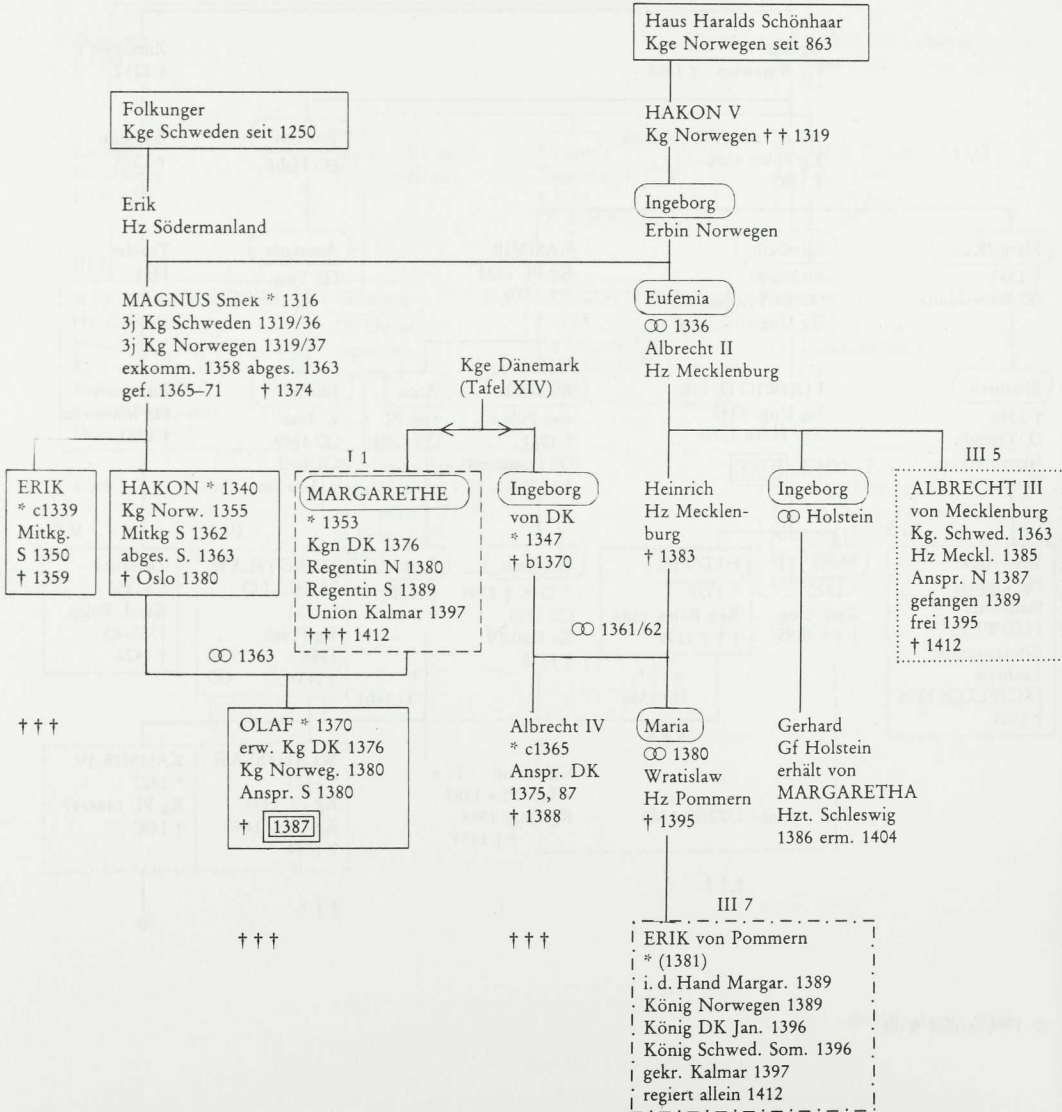 Haus Haralds Schönhaar
Kge Norwegen seit 863
Folkunger
Kge Schweden seit 1250
HAKON V
Kg Norwegen † † 1319
Erik
Hz Södermanland
Ingeborg
Erbin Norwegen
MAGNUS Smek * 1316
3j Kg Schweden 1319/36
3j Kg Norwegen 1319/37
exkomm. 1358 abges. 1363
gef. 1365–71 † 1374
Eufemia
⚭ 1336
Albrecht II
Hz Mecklenburg
Kge Dänemark
(Tafel XIV)
ERIK
* c1339
Mitkg.
S 1350
† 1359
† † †
HAKON * 1340
Kg Norw. 1355
Mitkg S 1362
abges. S. 1363
† Oslo 1380
I 1
MARGARETHE
* 1353
Kgn DK 1376
Regentin N 1380
Regentin S 1389
Union Kalmar 1397
† † † 1412
Ingeborg
von DK
* 1347
† b1370
Heinrich
Hz Mecklen-
burg
† 1383
Ingeborg
⚭ Holstein
III 5
ALBRECHT III
von Mecklenburg
Kg. Schwed. 1363
Hz Meckl. 1385
Anspr. N 1387
gefangen 1389
frei 1395
† 1412
⚭ 1363
⚭ 1361/62
OLAF * 1370
erw. Kg DK 1376
Kg Norweg. 1380
Anspr. S 1380
† 1387
† † †
Albrecht IV
* c1365
Anspr. DK
1375, 87
† 1388
† † †
Maria
⚭ 1380
Wratislaw
Hz Pommern
† 1395
Gerhard
Gf Holstein
erhält von
MARGARETHA
Hzt. Schleswig
1386 erm. 1404
III 7
ERIK von Pommern
* (1381)
i. d. Hand Margar. 1389
König Norwegen 1389
König DK Jan. 1396
König Schwed. Som. 1396
gekr. Kalmar 1397
regiert allein 1412